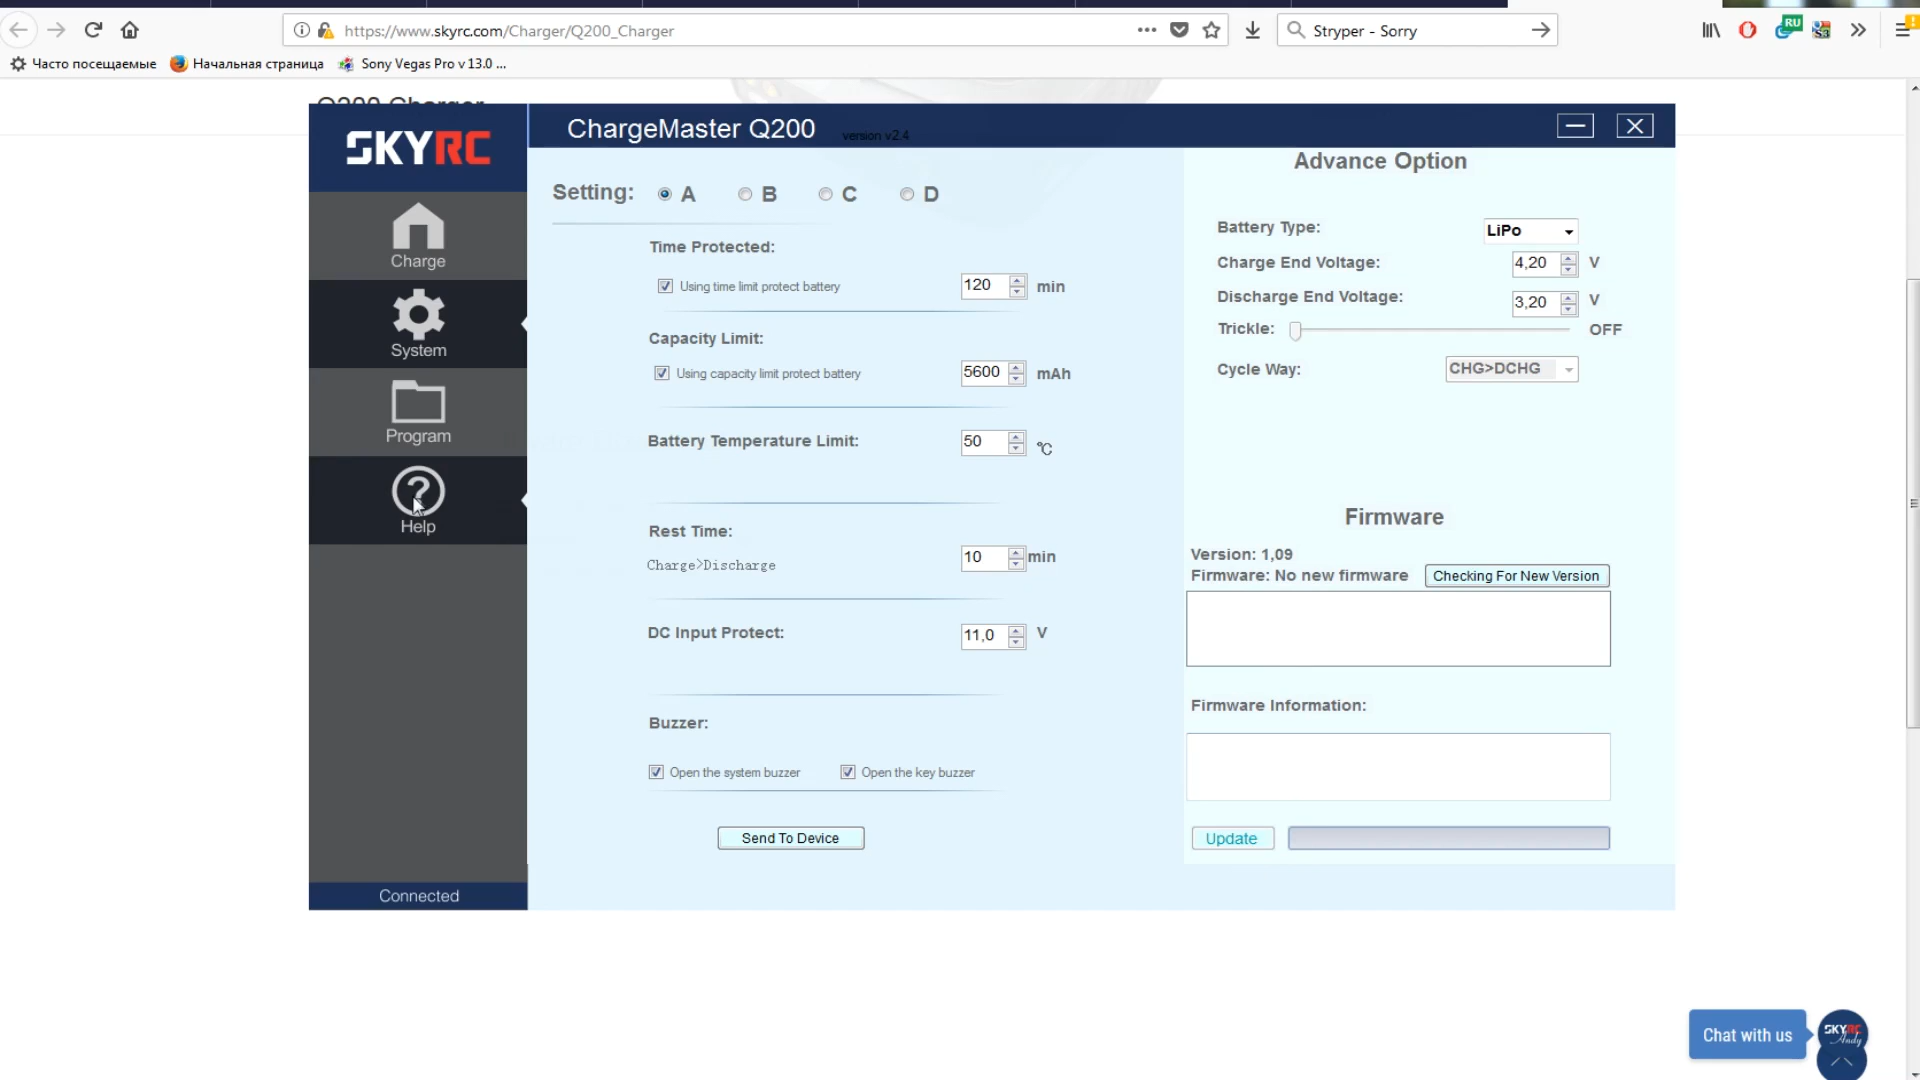 https://www.skyrc.com/Charger/Q200_Charger
Stryper - Sorry
RU
Часто посещаемые
Начальная страница
Sony Vegas Pro v 13.0 ...
Q200 Charger
SKYRC
ChargeMaster Q200
version v2.4
Charge
System
Program
Help
Connected
Setting:
A
B
C
D
Time Protected:
Using time limit protect battery
120
min
Capacity Limit:
Using capacity limit protect battery
5600
mAh
Battery Temperature Limit:
50
℃
Rest Time:
Charge>Discharge
10
min
DC Input Protect:
11,0
V
Buzzer:
Open the system buzzer
Open the key buzzer
Send To Device
Advance Option
Battery Type:
LiPo
Charge End Voltage:
4,20
V
Discharge End Voltage:
3,20
V
Trickle:
OFF
Cycle Way:
CHG>DCHG
Firmware
Version: 1,09
Firmware: No new firmware
Checking For New Version
Firmware Information:
Update
Chat with us
SKYRC
Andy